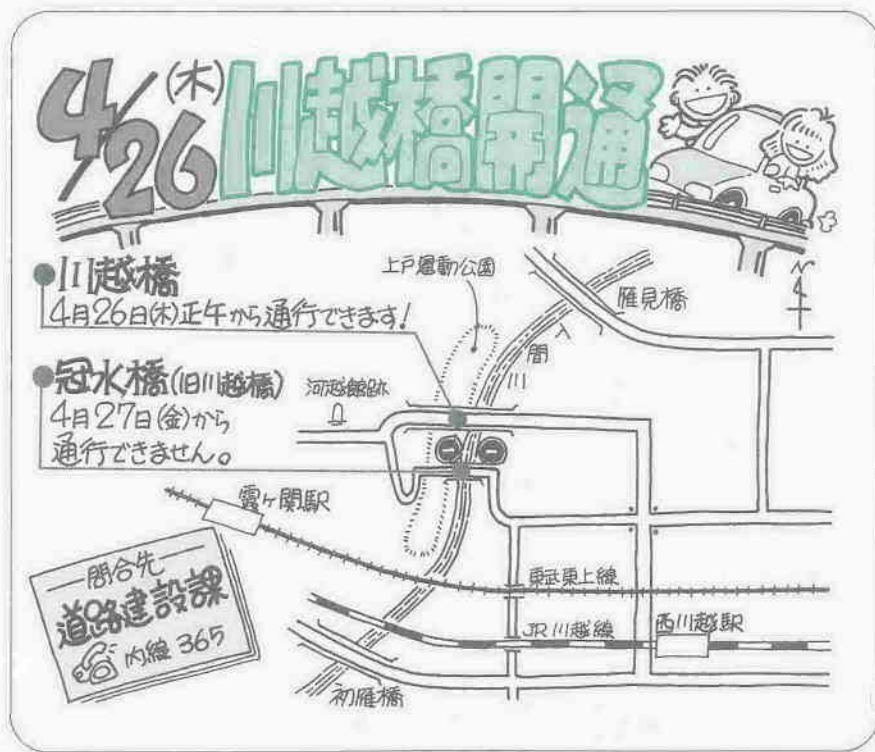 4/26(木)川越橋開通
川越橋
4月26日(木)正午から通行できます!
冠水橋(旧川越橋)
4月27日(金)から
通行できません。
上戸運動公園
雁見橋
N
入間川
河越館跡
霞ヶ関駅
東武東上線
JR川越線
西川越駅
初雁橋
問合先
道路建設課
内線 365